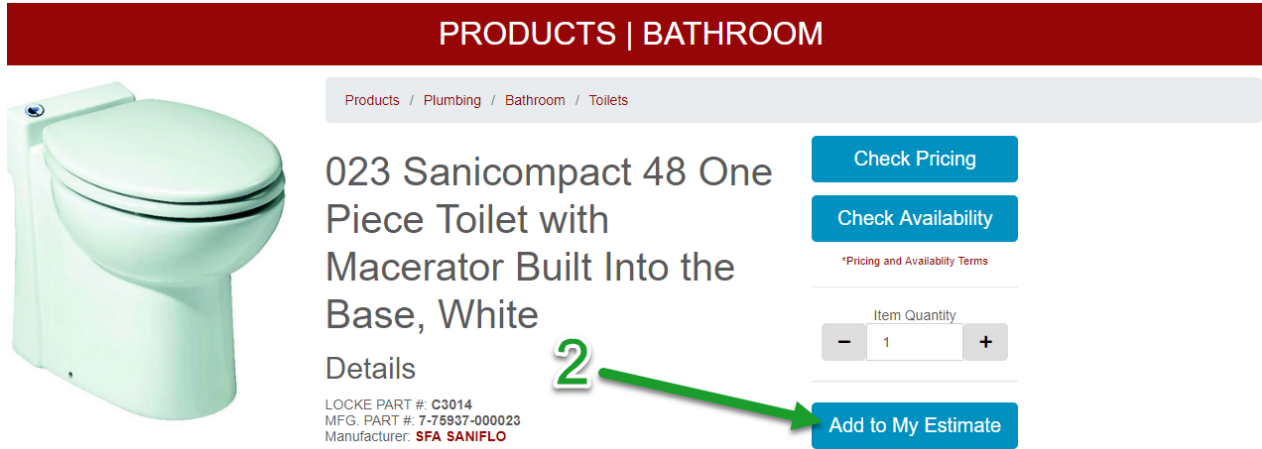 PRODUCTS | BATHROOM
Products / Plumbing / Bathroom / Toilets
023 Sanicompact 48 One
Piece Toilet with
Macerator Built Into the
Base, White
Details
LOCKE PART #: C3014
MFG. PART #: 7-75937-000023
Manufacturer: SFA SANIFLO
2
Check Pricing
Check Availability
*Pricing and Availablity Terms
Item Quantity
− 1 +
Add to My Estimate